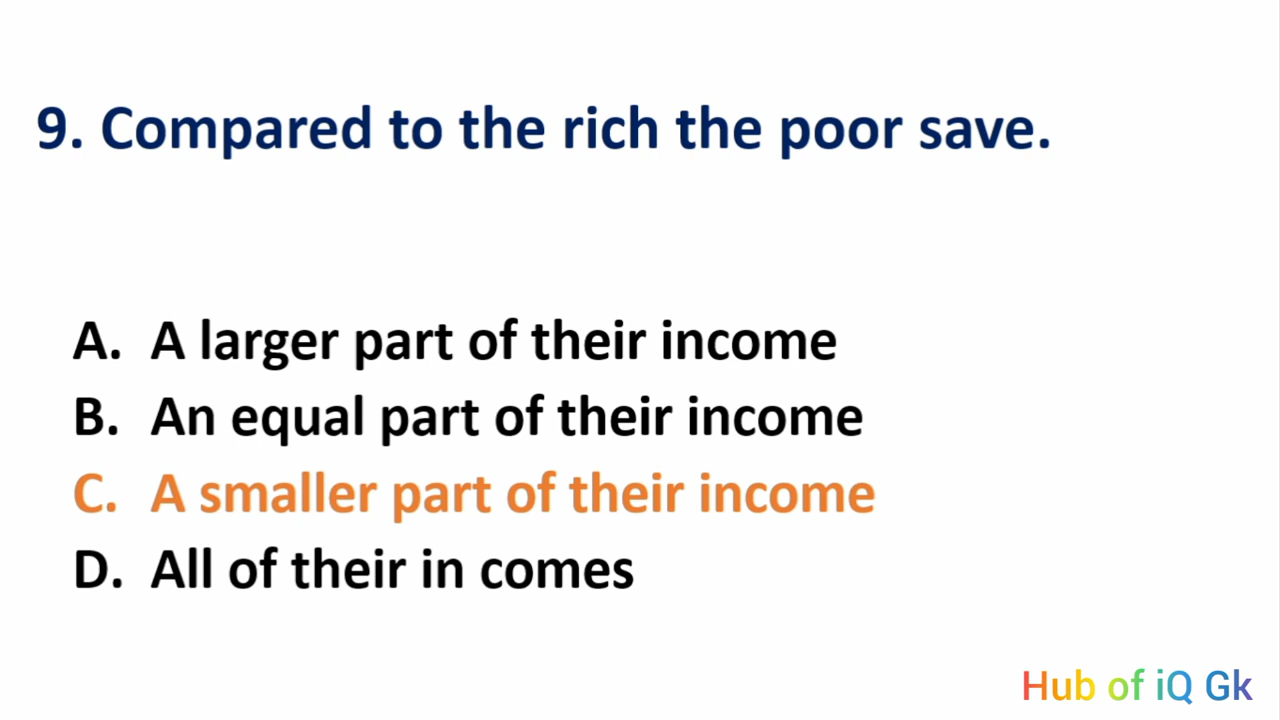 9. Compared to the rich the poor save.
A. A larger part of their income
B. An equal part of their income
C. A smaller part of their income
D. All of their in comes
Hub of iQ Gk